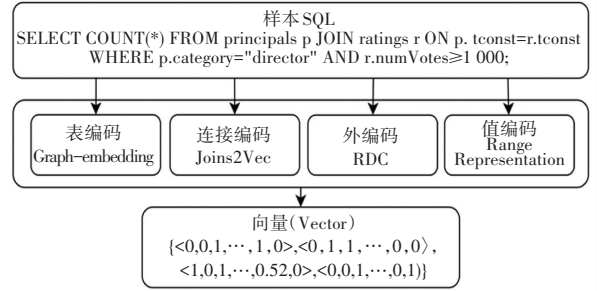 样本SQL
SELECT COUNT(*) FROM principals p JOIN ratings r ON p. tconst=r.tconst
WHERE p.category="director" AND r.numVotes≥1 000;
表编码
Graph-embedding
连接编码
Joins2Vec
外编码
RDC
值编码
Range
Representation
向量(Vector)
{<0,0,1,⋯,1,0>,<0,1,1,⋯,0,0〉,
<1,0,1,⋯,0.52,0>,<0,0,1,⋯,0,1)}